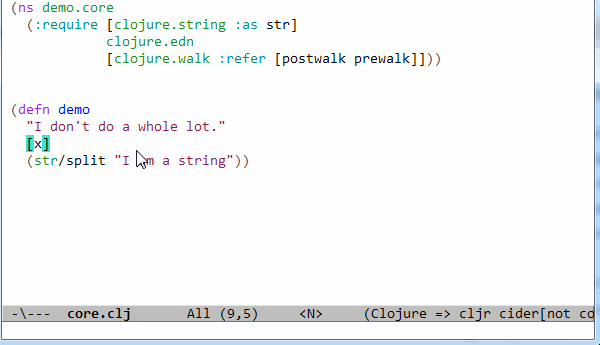 (ns demo.core
  (:require [clojure.string :as str]
            clojure.edn
            [clojure.walk :refer [postwalk prewalk]]))
(defn demo
  "I don't do a whole lot."
  [x]
  (str/split "I m a string"))
-\---  core.clj       All (9,5)     <N>     (Clojure => cljr cider[not co